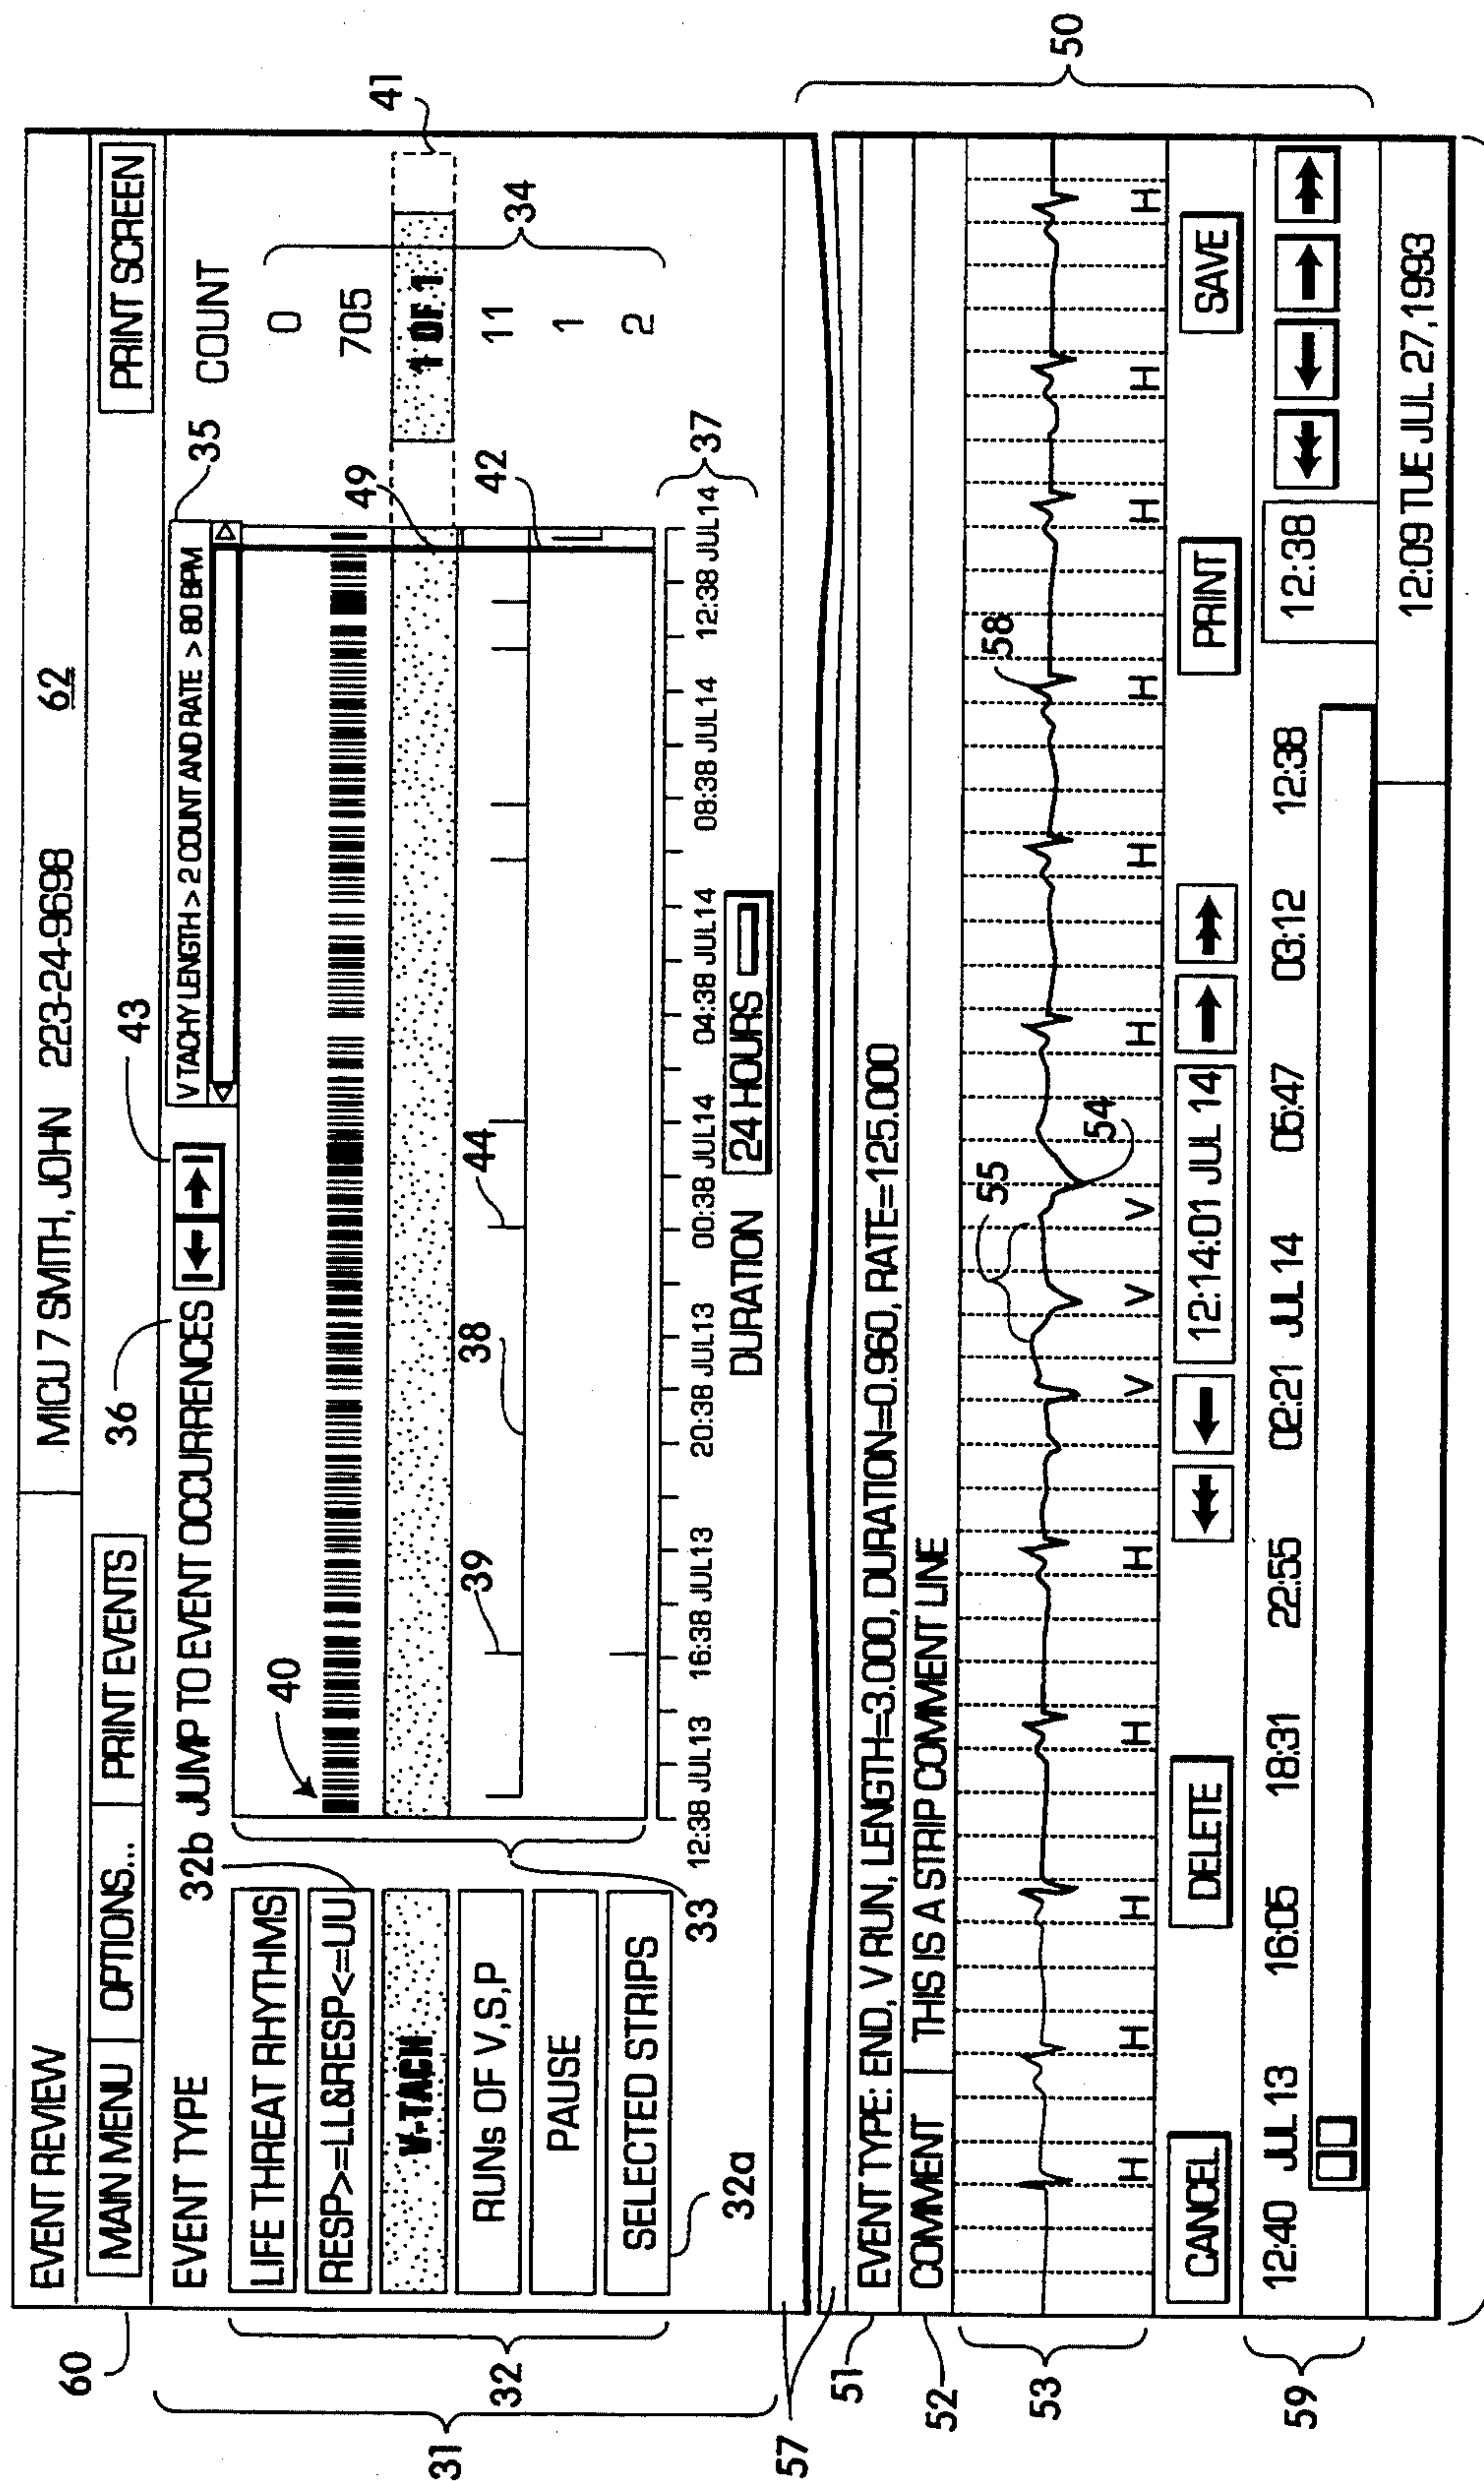 EVENT REVIEW MICU 7 SMITH, JOHN 223-24-9698 62
60 MAIN MENU OPTIONS... PRINT EVENTS PRINT SCREEN
36 43 35
EVENT TYPE 32b JUMP TO EVENT OCCURRENCES V TACHY LENGTH > 2 COUNT AND RATE > 80 BPM COUNT
LIFE THREAT RHYTHMS 0
40
RESP>=LL&RESP<=UU 705
49 41
V-TACH 1 OF 1
31 32 39 38 44 42 34
RUNs OF V,S,P 11
PAUSE 1
SELECTED STRIPS 2
33 37
12:38 JUL13 16:38 JUL13 20:38 JUL13 00:38 JUL14 04:38 JUL14 08:38 JUL14 12:38 JUL14
32a DURATION 24 HOURS
57
50
51 EVENT TYPE: END, V RUN, LENGTH=3.000, DURATION=0.960, RATE=125.000
52 COMMENT THIS IS A STRIP COMMENT LINE
55 58
53
54
H H H H H V V V H H H H H H
CANCEL DELETE 12:14:01 JUL 14 PRINT SAVE
59 12:40 JUL 13 16:05 18:31 22:55 02:21 JUL 14 05:47 03:12 12:38 12:38
12:09 TUE JUL 27,1993